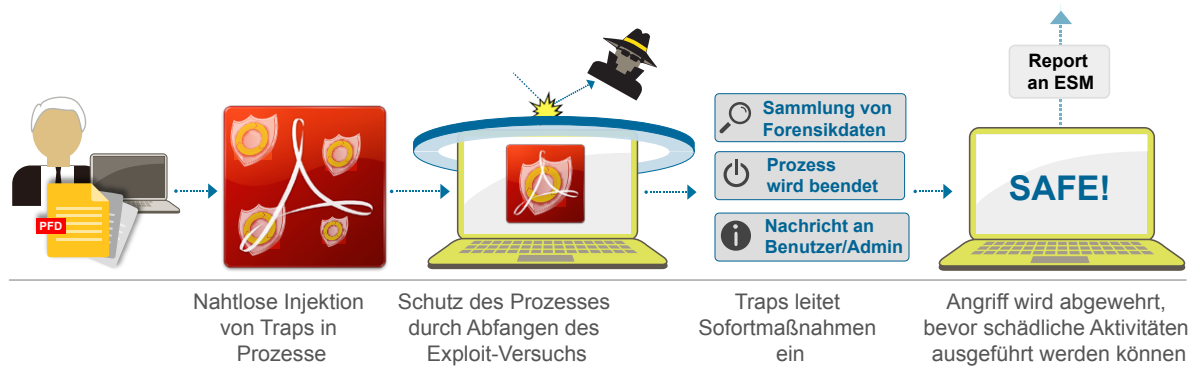 Report
an ESM
Sammlung von
Forensikdaten
Prozess
wird beendet
Nachricht an
Benutzer/Admin
SAFE!
PFD
Nahtlose Injektion
von Traps in
Prozesse
Schutz des Prozesses
durch Abfangen des
Exploit-Versuchs
Traps leitet
Sofortmaßnahmen
ein
Angriff wird abgewehrt,
bevor schädliche Aktivitäten
ausgeführt werden können